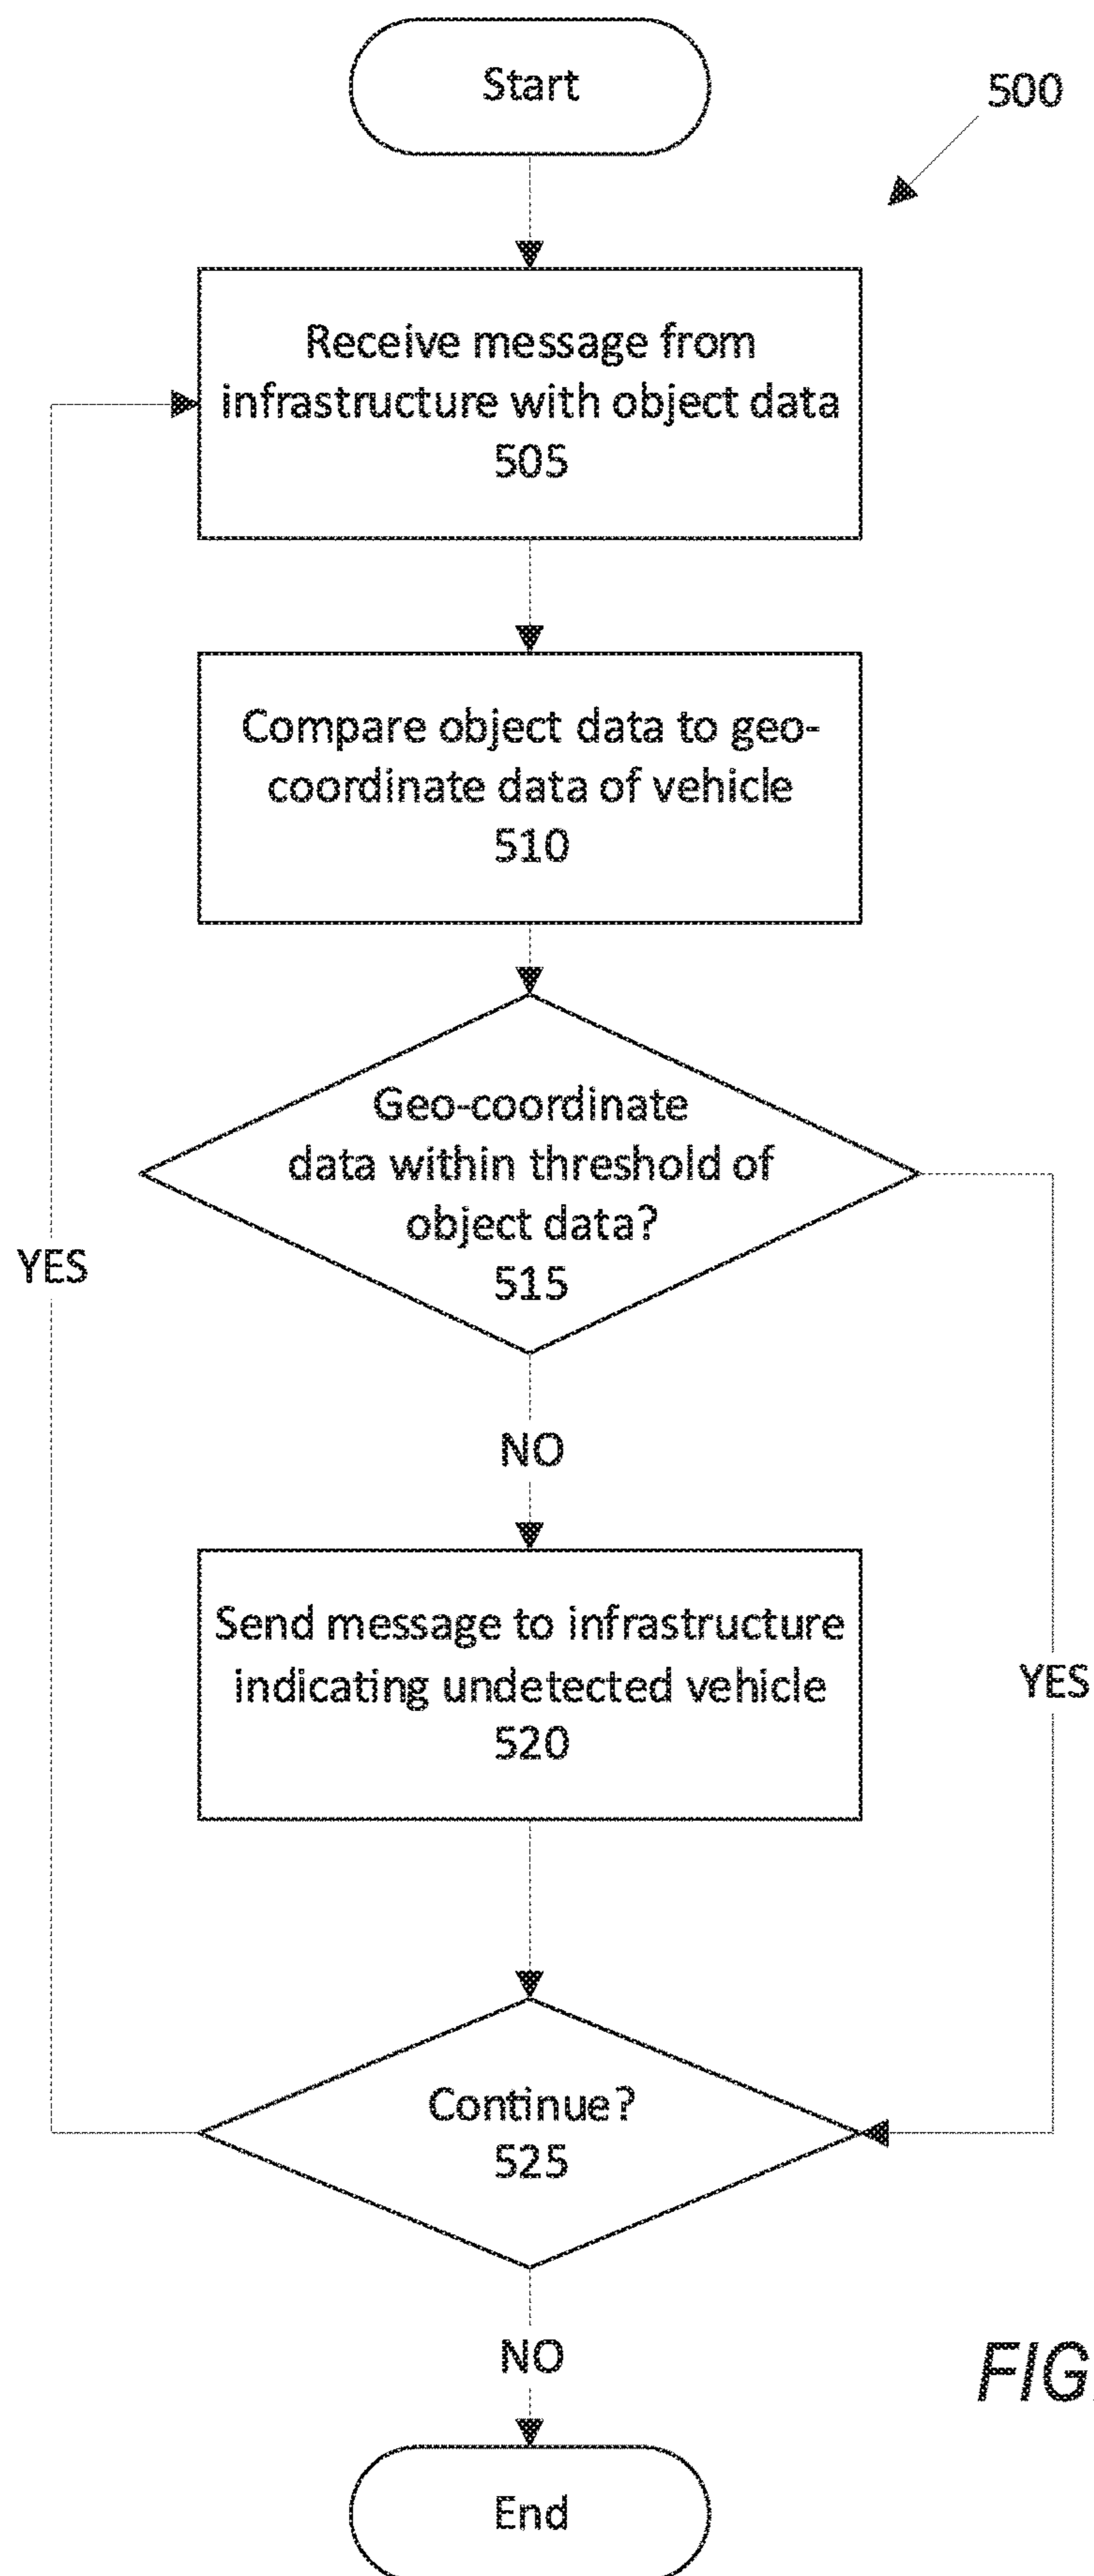 Start
500
Receive message from
infrastructure with object data
505
Compare object data to geo-
coordinate data of vehicle
510
Geo-coordinate
data within threshold of
object data?
515
YES
NO
Send message to infrastructure
indicating undetected vehicle
520
YES
Continue?
525
NO
FIG.
End